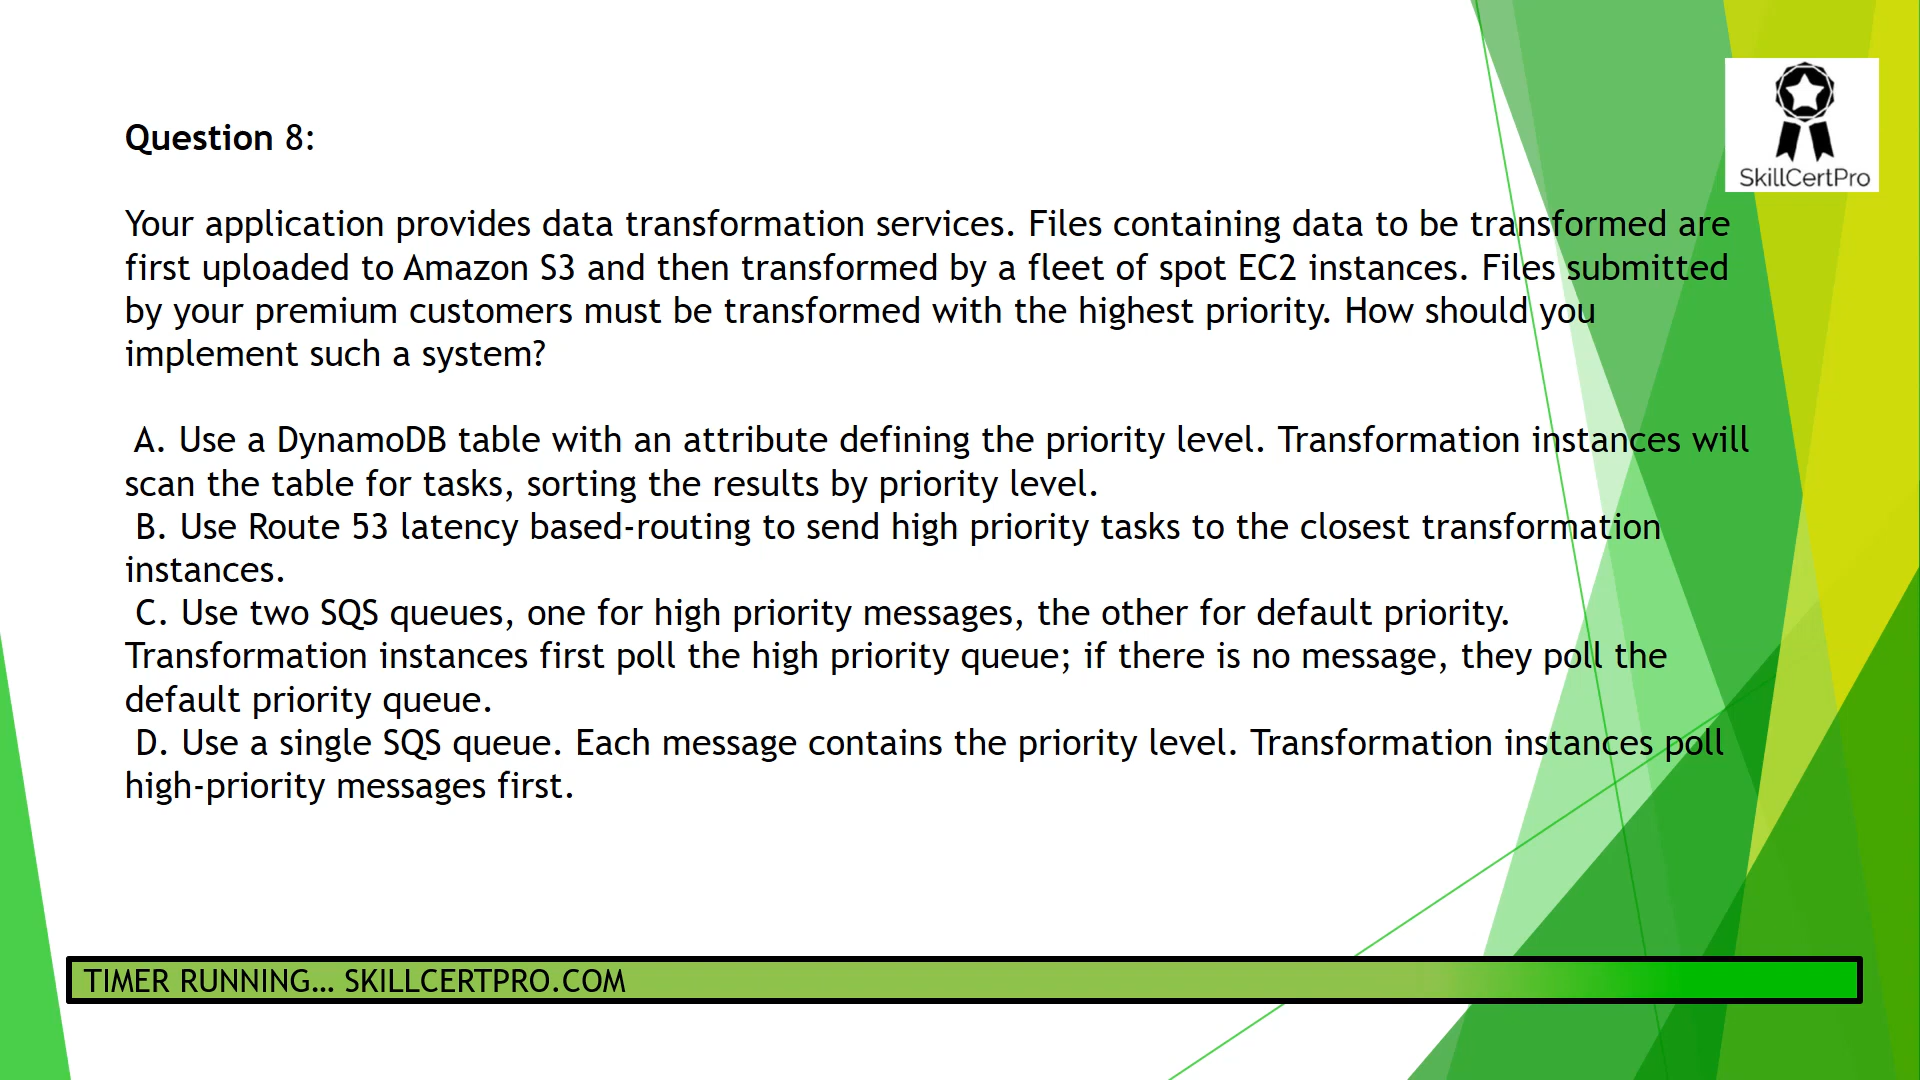 SkillCertPro
Question 8:
Your application provides data transformation services. Files containing data to be transformed are
first uploaded to Amazon S3 and then transformed by a fleet of spot EC2 instances. Files submitted
by your premium customers must be transformed with the highest priority. How should you
implement such a system?
A. Use a DynamoDB table with an attribute defining the priority level. Transformation instances will
scan the table for tasks, sorting the results by priority level.
B. Use Route 53 latency based-routing to send high priority tasks to the closest transformation
instances.
C. Use two SQS queues, one for high priority messages, the other for default priority.
Transformation instances first poll the high priority queue; if there is no message, they poll the
default priority queue.
D. Use a single SQS queue. Each message contains the priority level. Transformation instances poll
high-priority messages first.
TIMER RUNNING… SKILLCERTPRO.COM